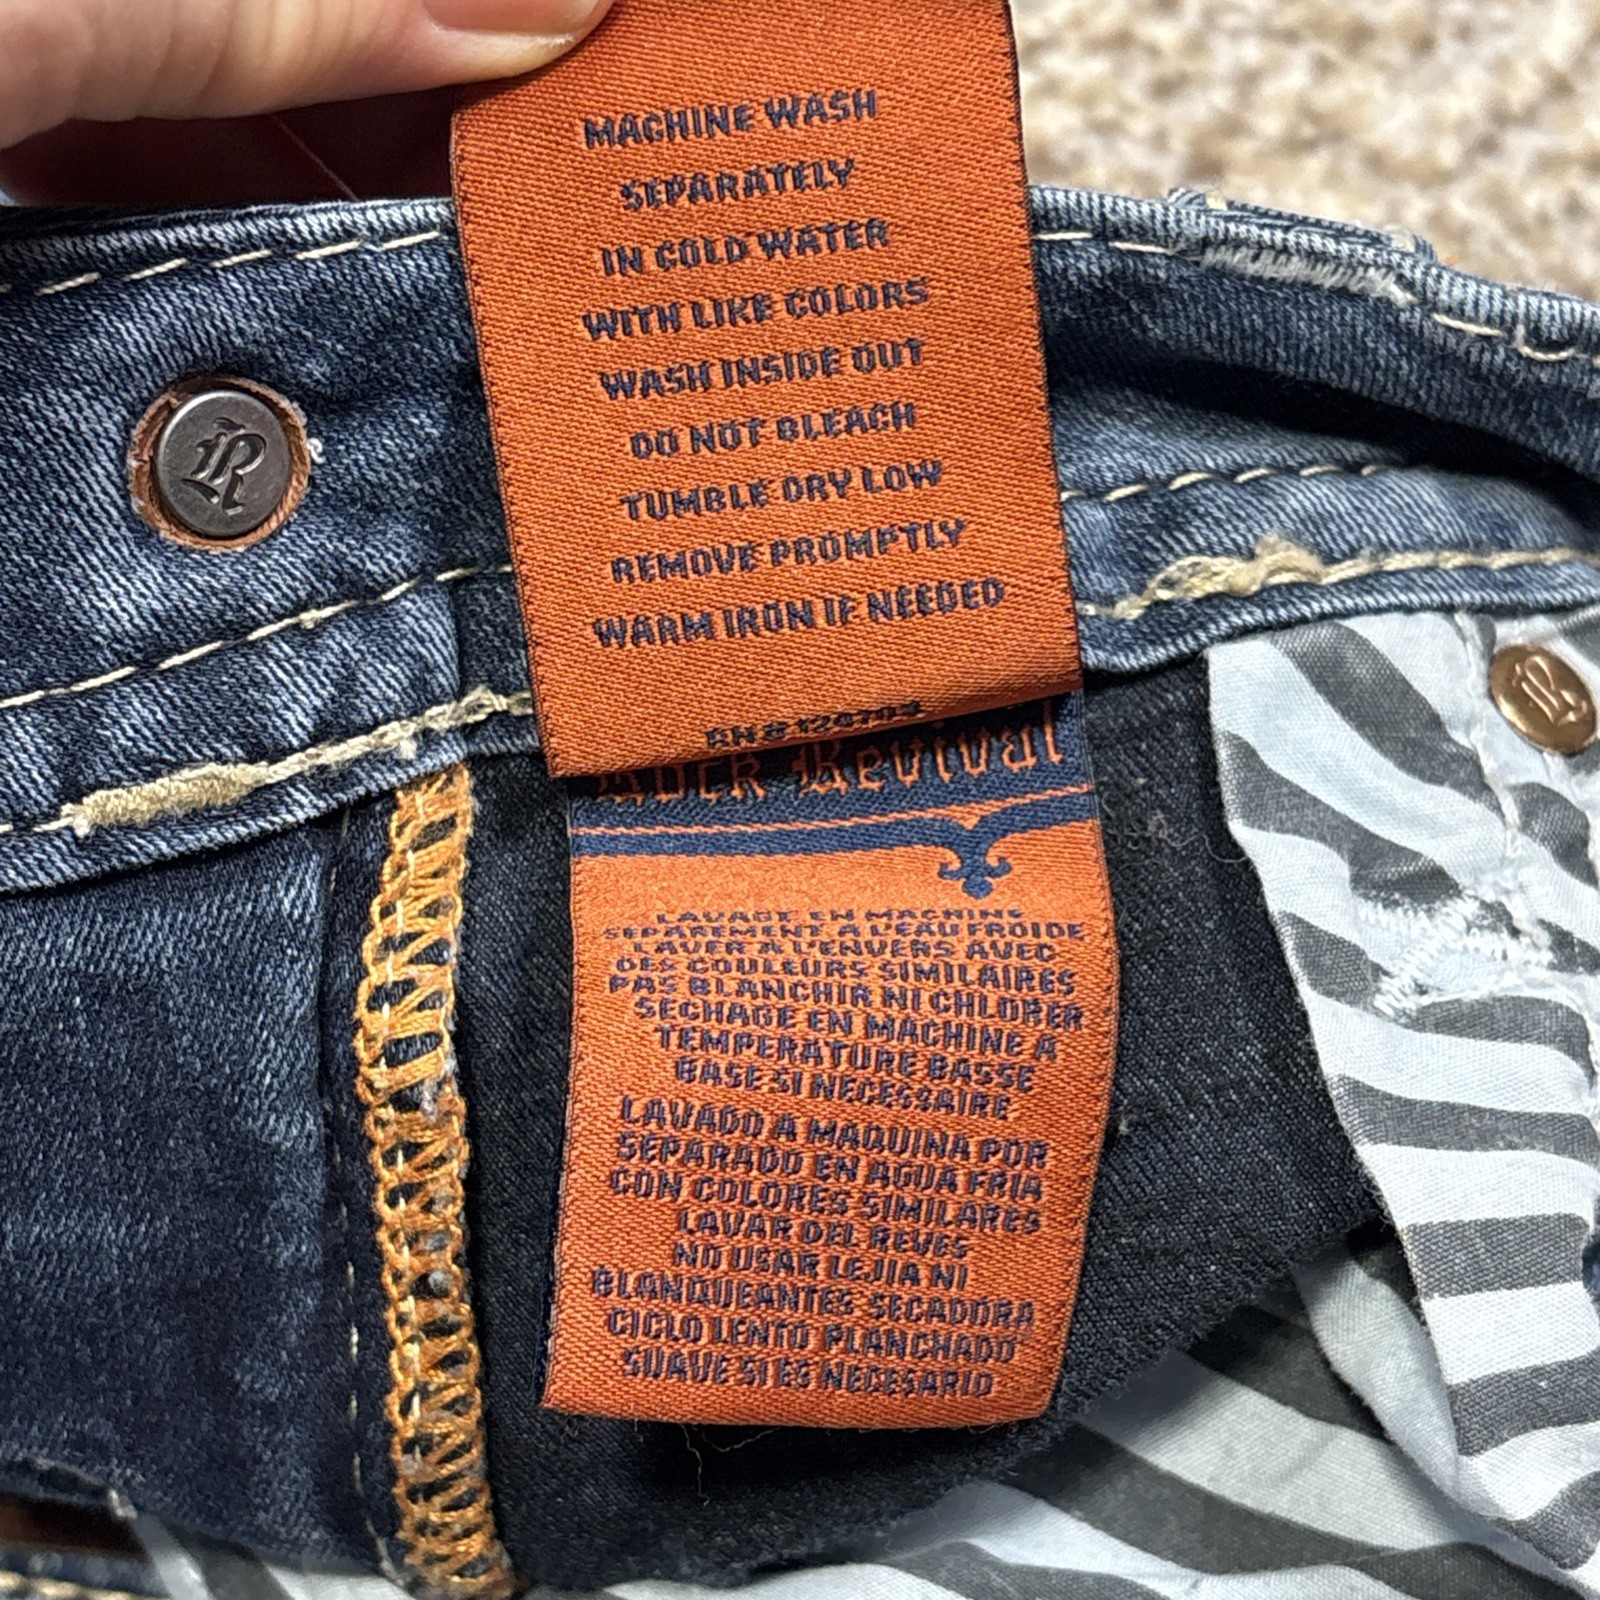 MACHINE WASH
SEPARATELY
IN COLD WATER
WITH LIKE COLORS
WASH INSIDE OUT
DO NOT BLEACH
TUMBLE DRY LOW
REMOVE PROMPTLY
WARM IRON IF NEEDED
Rock Revival
LAVAGE EN MACHINE
SEPAREMENT A L'EAU FROIDE
LAVER A L'ENVERS AVEC
DES COULEURS SIMILAIRES
PAS BLANCHIR NI CHLORER
SECHAGE EN MACHINE A
TEMPERATURE BASSE
BASE SI NECESSAIRE
LAVADO A MAQUINA POR
SEPARADO EN AGUA FRIA
CON COLORES SIMILARES
LAVAR DEL REVES
NO USAR LEJIA NI
BLANQUEANTES SECADORA
CICLO LENTO PLANCHADO
SUAVE SI ES NECESARIO
R
R